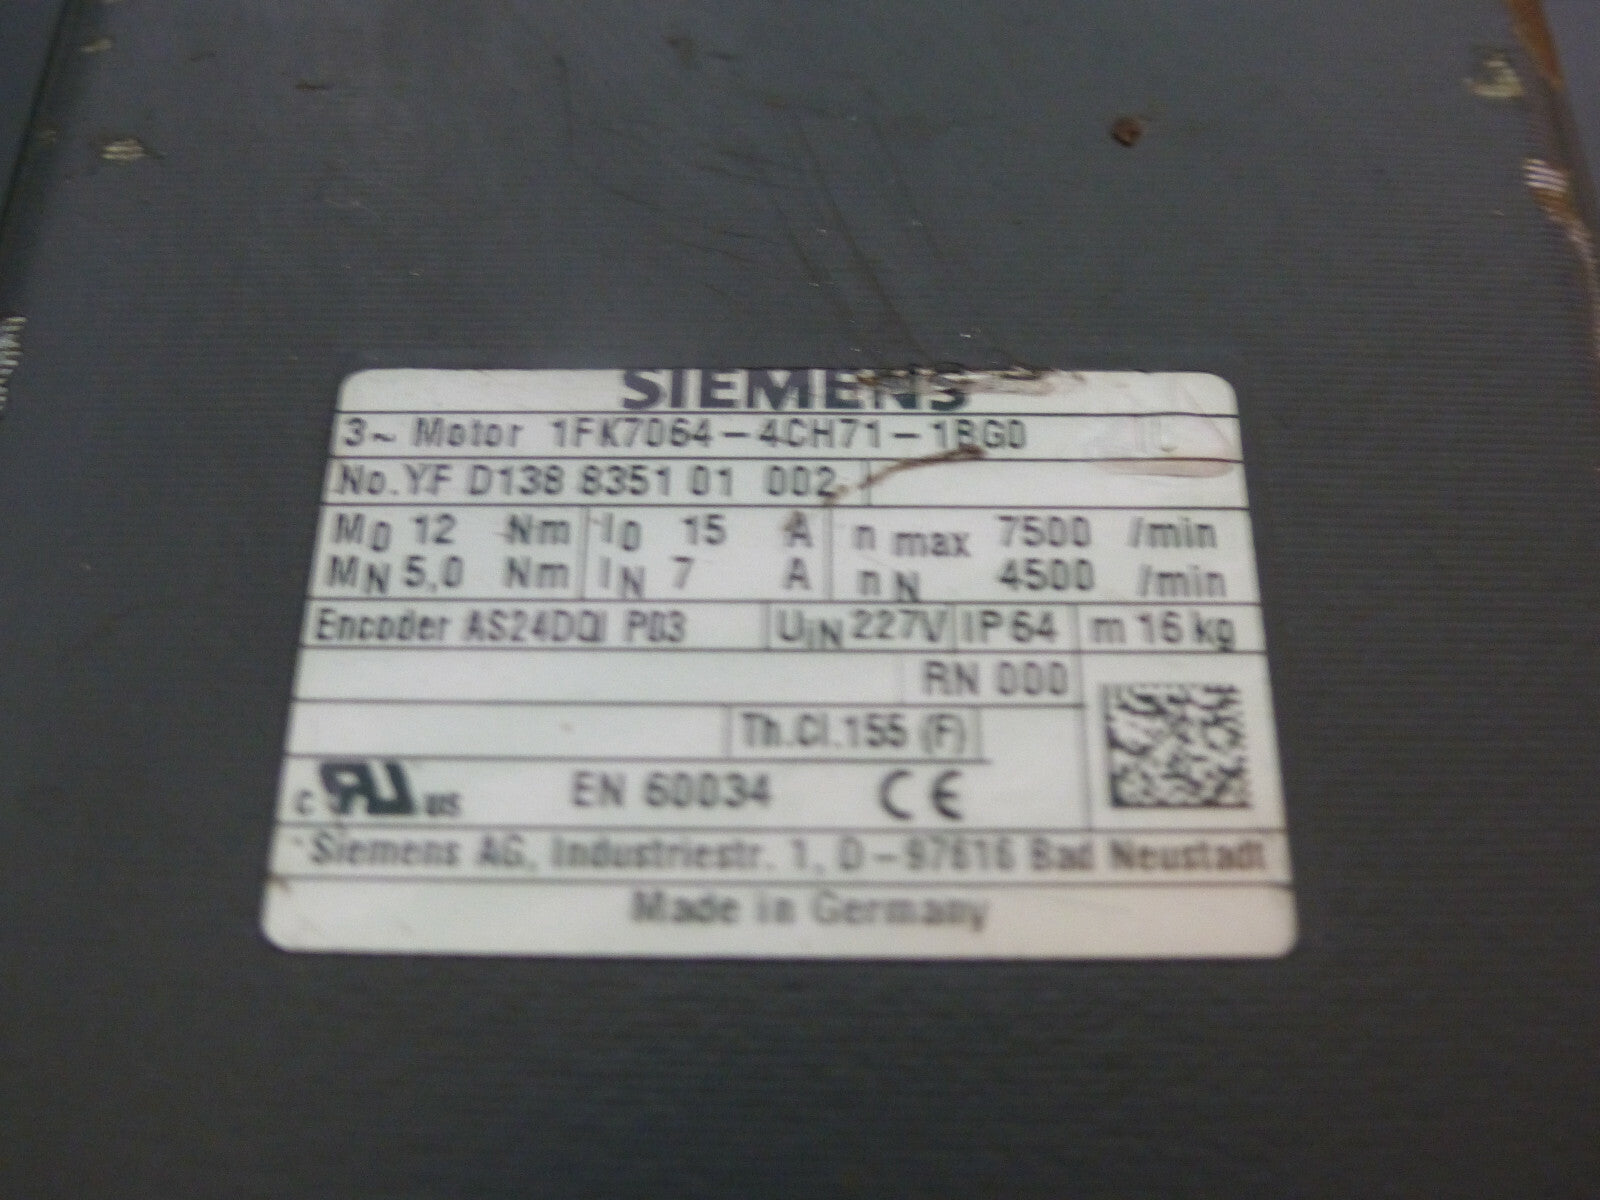 SIEMENS
3~ Motor 1FK7064-4CH71-1BG0
No.YF D138 8351 01 002
M0 12 Nm I0 15 A n max 7500 /min
MN 5,0 Nm IN 7 A n N 4500 /min
Encoder AS24DQI P03 UIN 227V IP 64 m 16 kg
RN 000
Th.Cl.155 (F)
c RU us EN 60034 CE
Siemens AG, Industriestr. 1, D-97616 Bad Neustadt
Made in Germany